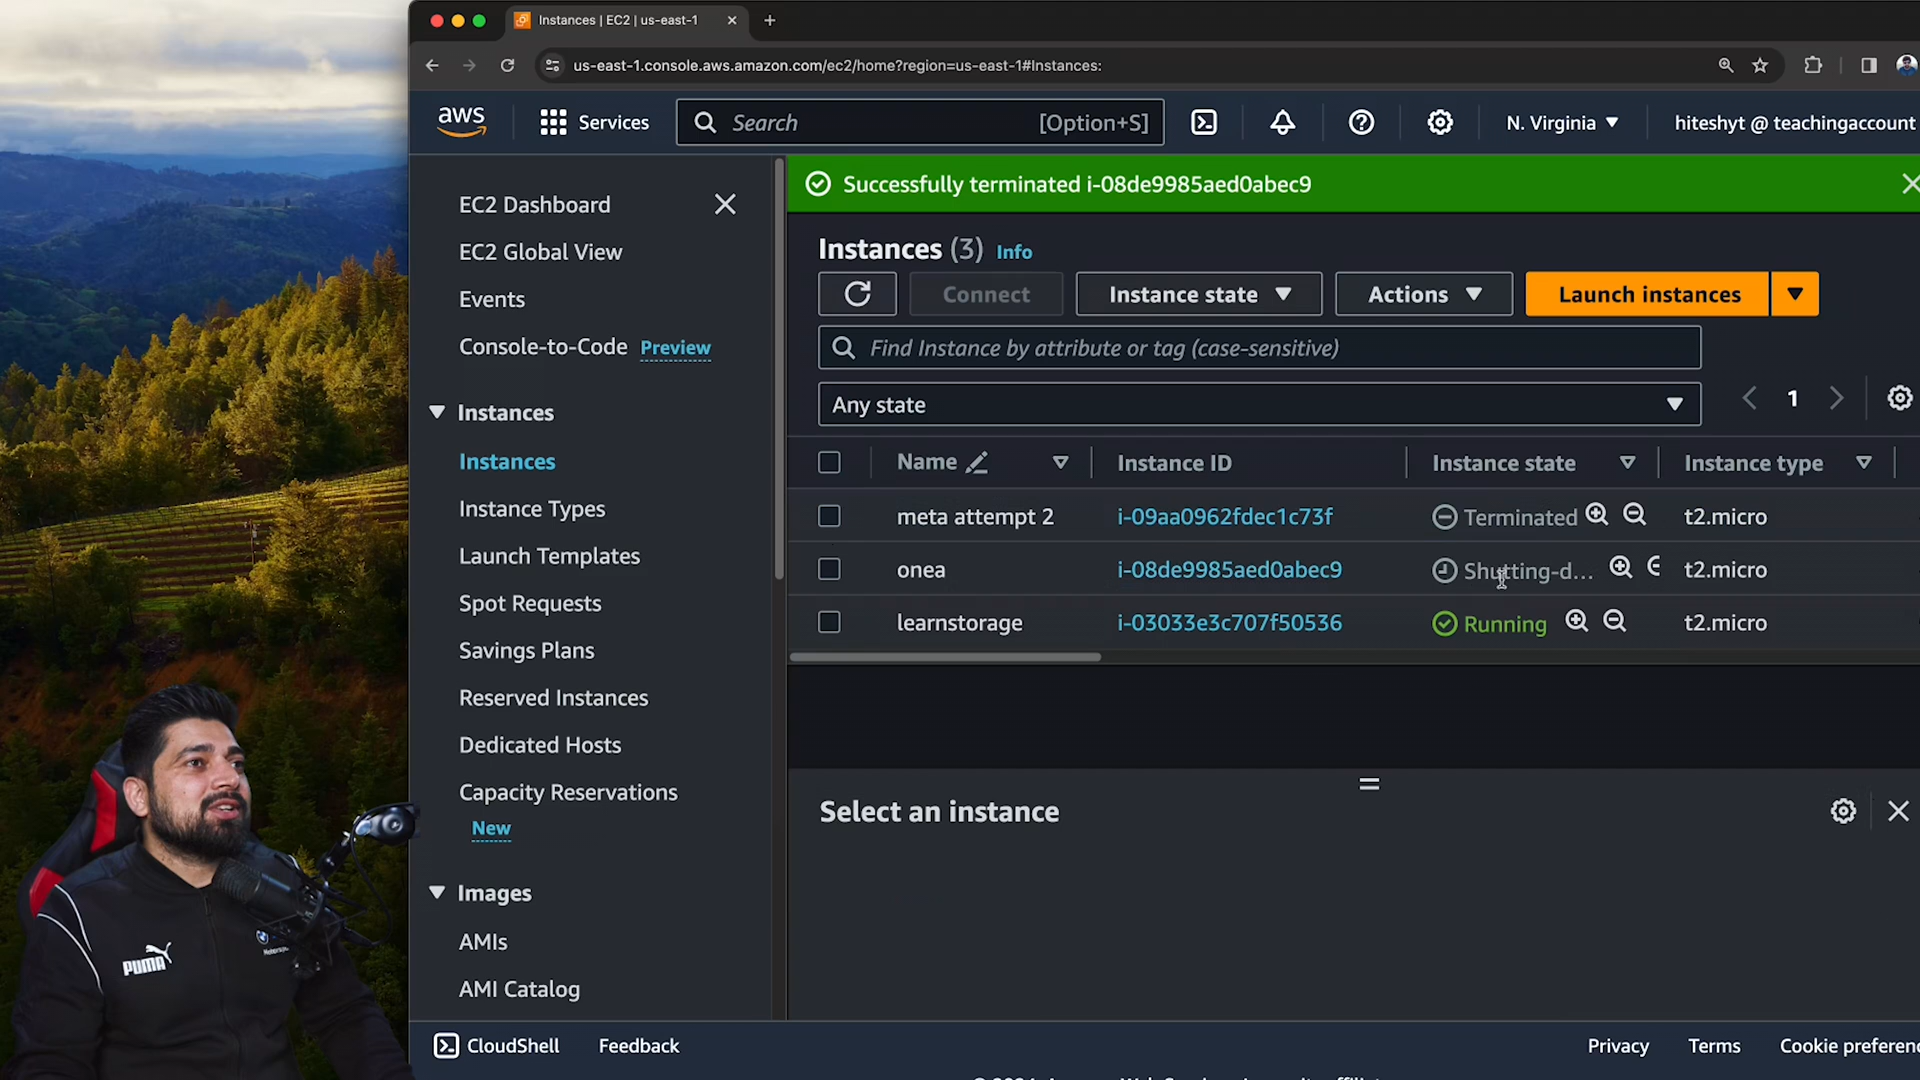 Instances | EC2 | us-east-1
us-east-1.console.aws.amazon.com/ec2/home?region=us-east-1#Instances:
aws
Services
Search
[Option+S]
N. Virginia
hiteshyt @ teachingaccount
EC2 Dashboard
EC2 Global View
Events
Console-to-Code Preview
Instances
Instances
Instance Types
Launch Templates
Spot Requests
Savings Plans
Reserved Instances
Dedicated Hosts
Capacity Reservations
New
Images
AMIs
AMI Catalog
Successfully terminated i-08de9985aed0abec9
Instances (3) Info
Connect
Instance state
Actions
Launch instances
Find Instance by attribute or tag (case-sensitive)
Any state
1
Name Instance ID Instance state Instance type
meta attempt 2 i-09aa0962fdec1c73f Terminated t2.micro
onea i-08de9985aed0abec9 Shutting-d... t2.micro
learnstorage i-03033e3c707f50536 Running t2.micro
Select an instance
PUMA
CloudShell
Feedback
Privacy
Terms
Cookie preferenc